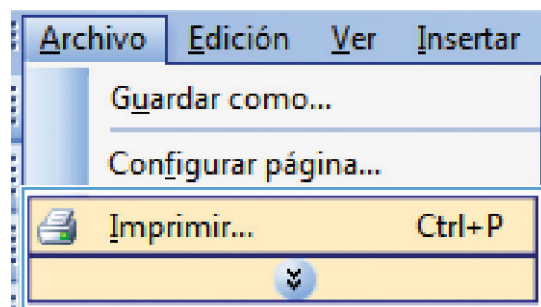 Archivo Edición Ver Insertar
Guardar como...
Configurar página...
Imprimir... Ctrl+P